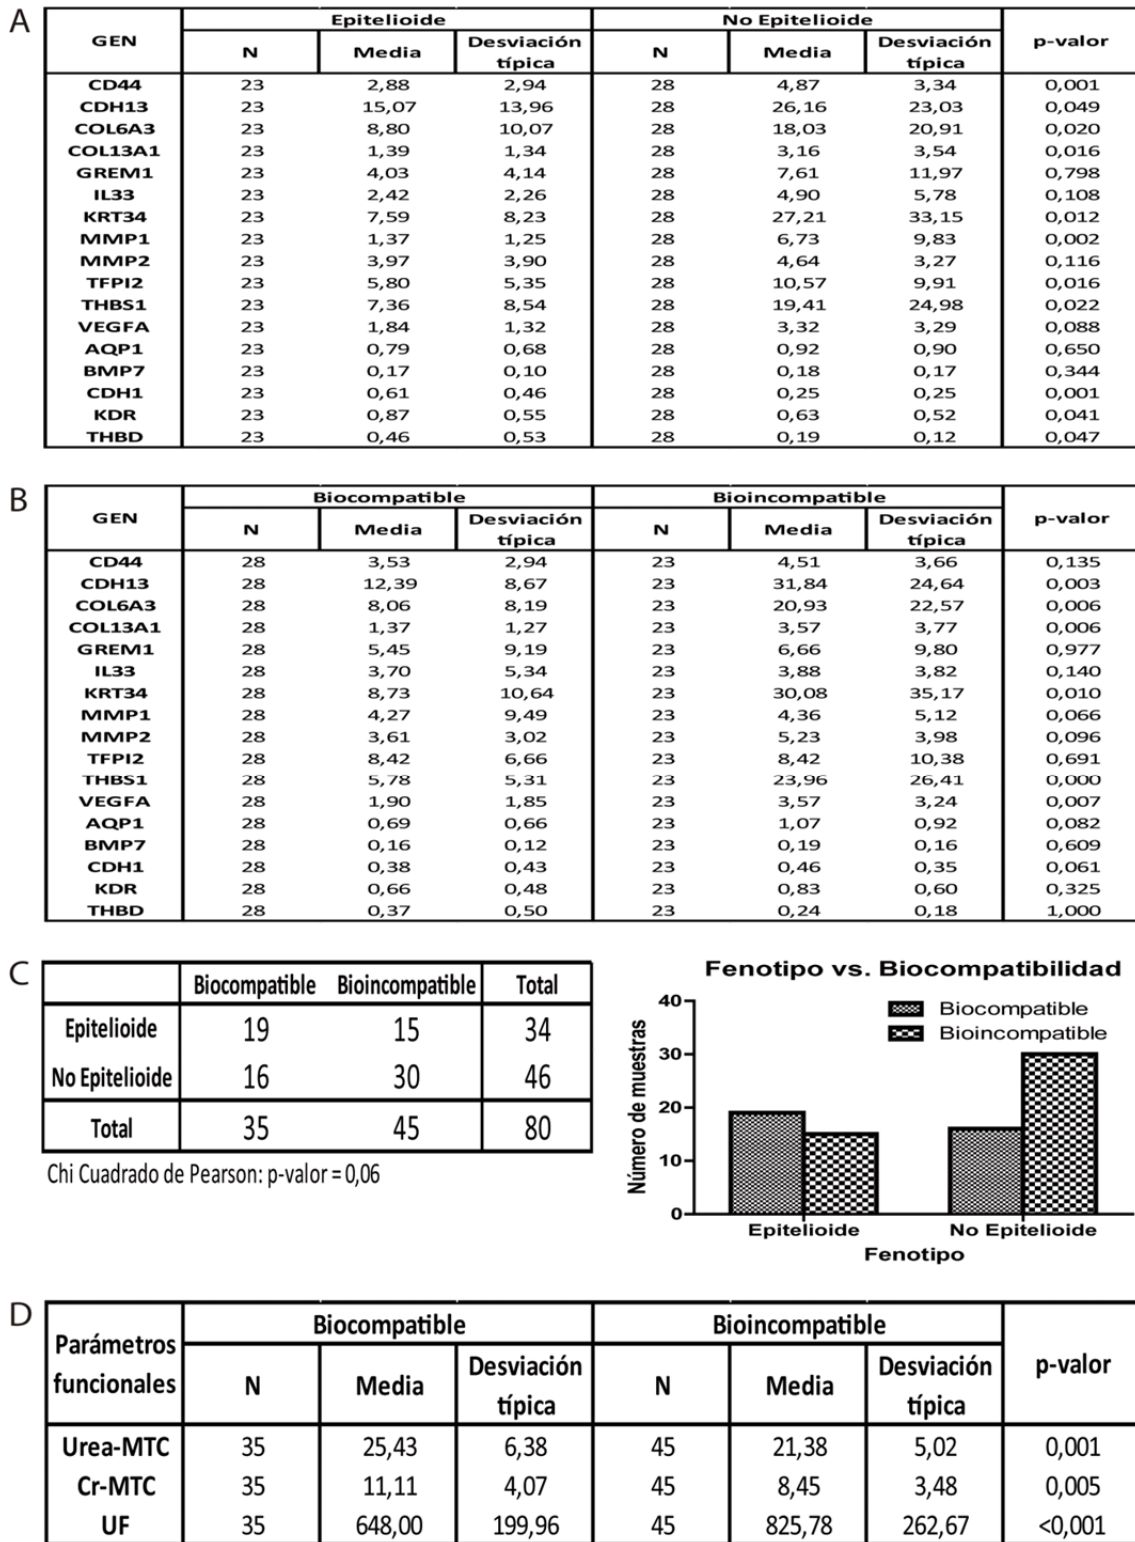 A
GEN Epitelioide No Epitelioide p-valor
N Media Desviación típica N Media Desviación típica
CD44 23 2,88 2,94 28 4,87 3,34 0,001
CDH13 23 15,07 13,96 28 26,16 23,03 0,049
COL6A3 23 8,80 10,07 28 18,03 20,91 0,020
COL13A1 23 1,39 1,34 28 3,16 3,54 0,016
GREM1 23 4,03 4,14 28 7,61 11,97 0,798
IL33 23 2,42 2,26 28 4,90 5,78 0,108
KRT34 23 7,59 8,23 28 27,21 33,15 0,012
MMP1 23 1,37 1,25 28 6,73 9,83 0,002
MMP2 23 3,97 3,90 28 4,64 3,27 0,116
TFPI2 23 5,80 5,35 28 10,57 9,91 0,016
THBS1 23 7,36 8,54 28 19,41 24,98 0,022
VEGFA 23 1,84 1,32 28 3,32 3,29 0,088
AQP1 23 0,79 0,68 28 0,92 0,90 0,650
BMP7 23 0,17 0,10 28 0,18 0,17 0,344
CDH1 23 0,61 0,46 28 0,25 0,25 0,001
KDR 23 0,87 0,55 28 0,63 0,52 0,041
THBD 23 0,46 0,53 28 0,19 0,12 0,047
B
GEN Biocompatible Bioincompatible p-valor
N Media Desviación típica N Media Desviación típica
CD44 28 3,53 2,94 23 4,51 3,66 0,135
CDH13 28 12,39 8,67 23 31,84 24,64 0,003
COL6A3 28 8,06 8,19 23 20,93 22,57 0,006
COL13A1 28 1,37 1,27 23 3,57 3,77 0,006
GREM1 28 5,45 9,19 23 6,66 9,80 0,977
IL33 28 3,70 5,34 23 3,88 3,82 0,140
KRT34 28 8,73 10,64 23 30,08 35,17 0,010
MMP1 28 4,27 9,49 23 4,36 5,12 0,066
MMP2 28 3,61 3,02 23 5,23 3,98 0,096
TFPI2 28 8,42 6,66 23 8,42 10,38 0,691
THBS1 28 5,78 5,31 23 23,96 26,41 0,000
VEGFA 28 1,90 1,85 23 3,57 3,24 0,007
AQP1 28 0,69 0,66 23 1,07 0,92 0,082
BMP7 28 0,16 0,12 23 0,19 0,16 0,609
CDH1 28 0,38 0,43 23 0,46 0,35 0,061
KDR 28 0,66 0,48 23 0,83 0,60 0,325
THBD 28 0,37 0,50 23 0,24 0,18 1,000
C
Biocompatible Bioincompatible Total
Epitelioide 19 15 34
No Epitelioide 16 30 46
Total 35 45 80
Chi Cuadrado de Pearson: p-valor = 0,06
Fenotipo vs. Biocompatibilidad
Biocompatible
Bioincompatible
Número de muestras
40
30
20
10
0
Epitelioide No Epitelioide
Fenotipo
D
Parámetros funcionales Biocompatible Bioincompatible p-valor
N Media Desviación típica N Media Desviación típica
Urea-MTC 35 25,43 6,38 45 21,38 5,02 0,001
Cr-MTC 35 11,11 4,07 45 8,45 3,48 0,005
UF 35 648,00 199,96 45 825,78 262,67 <0,001